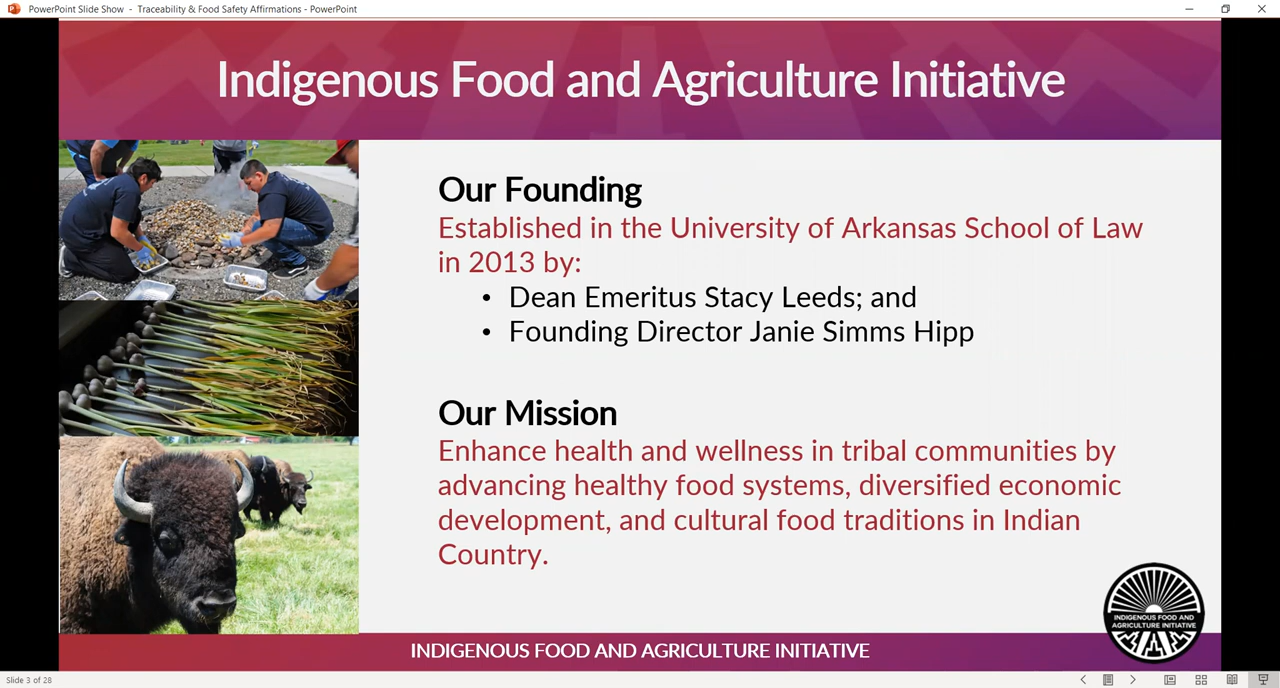 PowerPoint Slide Show - Traceability & Food Safety Affirmations - PowerPoint
Indigenous Food and Agriculture Initiative
Our Founding
Established in the University of Arkansas School of Law
in 2013 by:
• Dean Emeritus Stacy Leeds; and
• Founding Director Janie Simms Hipp
Our Mission
Enhance health and wellness in tribal communities by
advancing healthy food systems, diversified economic
development, and cultural food traditions in Indian
Country.
INDIGENOUS FOOD AND
AGRICULTURE INITIATIVE
INDIGENOUS FOOD AND AGRICULTURE INITIATIVE
Slide 3 of 28